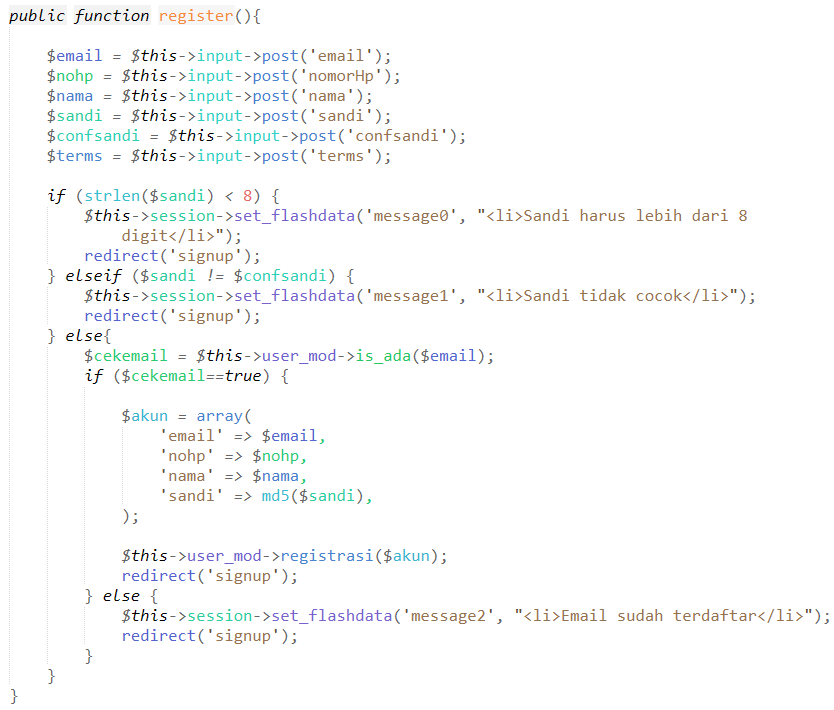 public function register(){
$email = $this->input->post('email');
$nohp = $this->input->post('nomorHp');
$nama = $this->input->post('nama');
$sandi = $this->input->post('sandi');
$confsandi = $this->input->post('confsandi');
$terms = $this->input->post('terms');
if (strlen($sandi) < 8) {
$this->session->set_flashdata('message0', "<li>Sandi harus lebih dari 8
digit</li>");
redirect('signup');
} elseif ($sandi != $confsandi) {
$this->session->set_flashdata('message1', "<li>Sandi tidak cocok</li>");
redirect('signup');
} else{
$cekemail = $this->user_mod->is_ada($email);
if ($cekemail==true) {
$akun = array(
'email' => $email,
'nohp' => $nohp,
'nama' => $nama,
'sandi' => md5($sandi),
);
$this->user_mod->registrasi($akun);
redirect('signup');
} else {
$this->session->set_flashdata('message2', "<li>Email sudah terdaftar</li>");
redirect('signup');
}
}
}